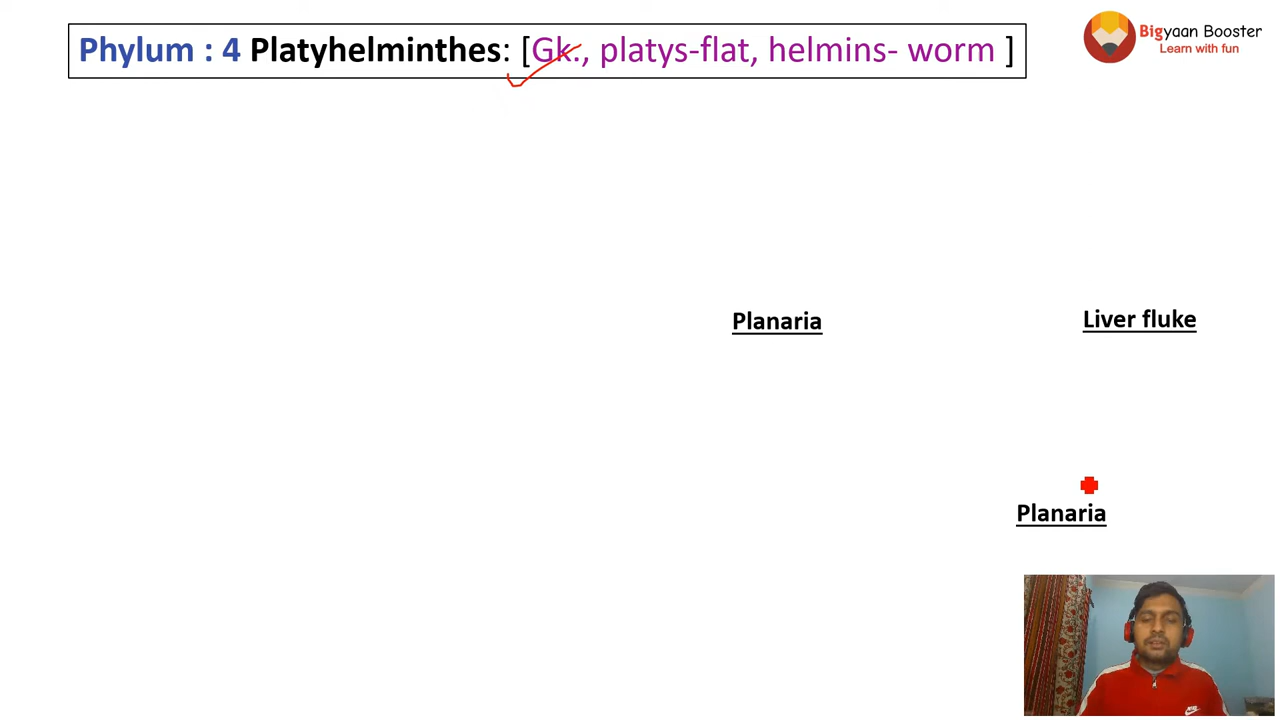 Phylum : 4 Platyhelminthes: [Gk., platys-flat, helmins- worm ]
Bigyaan Booster
Learn with fun
Planaria
Liver fluke
Planaria